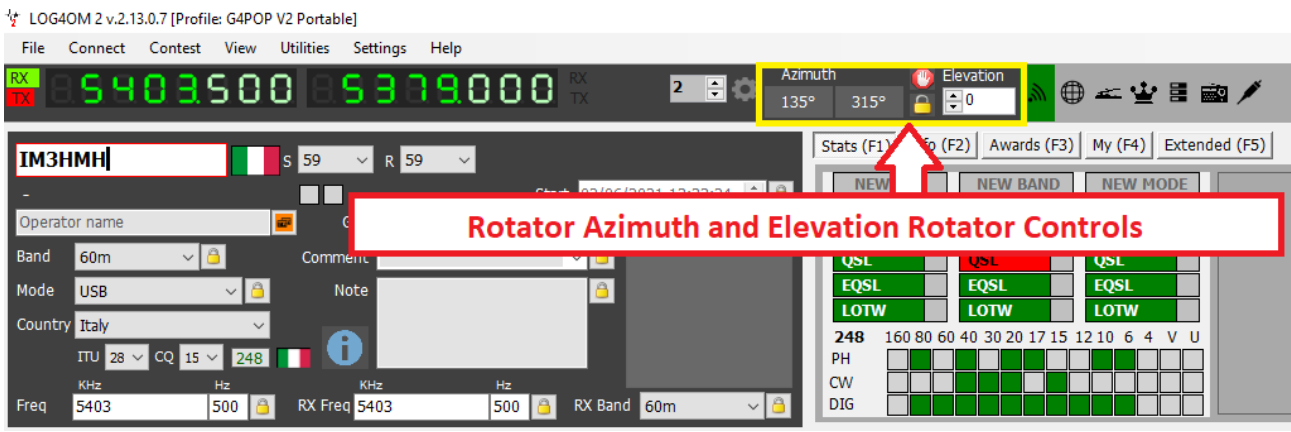 LOG4OM 2 v.2.13.0.7 [Profile: G4POP V2 Portable]
File Connect Contest View Utilities Settings Help
RX 5403.500 5379.000 RX
TX TX
2
Azimuth Elevation
135° 315° 0
IM3HMH S 59 R 59
Stats (F1) (F2) Awards (F3) My (F4) Extended (F5)
-
NEW NEW BAND NEW MODE
Operator name
Rotator Azimuth and Elevation Rotator Controls
Band 60m Comment
QSL QSL QSL
Mode USB Note
EQSL EQSL EQSL
LOTW LOTW LOTW
Country Italy
ITU 28 CQ 15 248
248 160 80 60 40 30 20 17 15 12 10 6 4 V U
PH
CW
DIG
KHz Hz KHz Hz
Freq 5403 500 RX Freq 5403 500 RX Band 60m